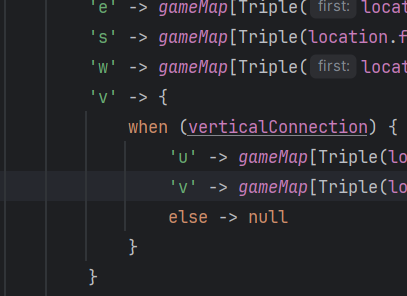 'e' -> gameMap[Triple( first: locat
's' -> gameMap[Triple(location.f
'w' -> gameMap[Triple( first: locat
'v' -> {
when (verticalConnection) {
'u' -> gameMap[Triple(lo
'v' -> gameMap[Triple(lo
else -> null
}
}